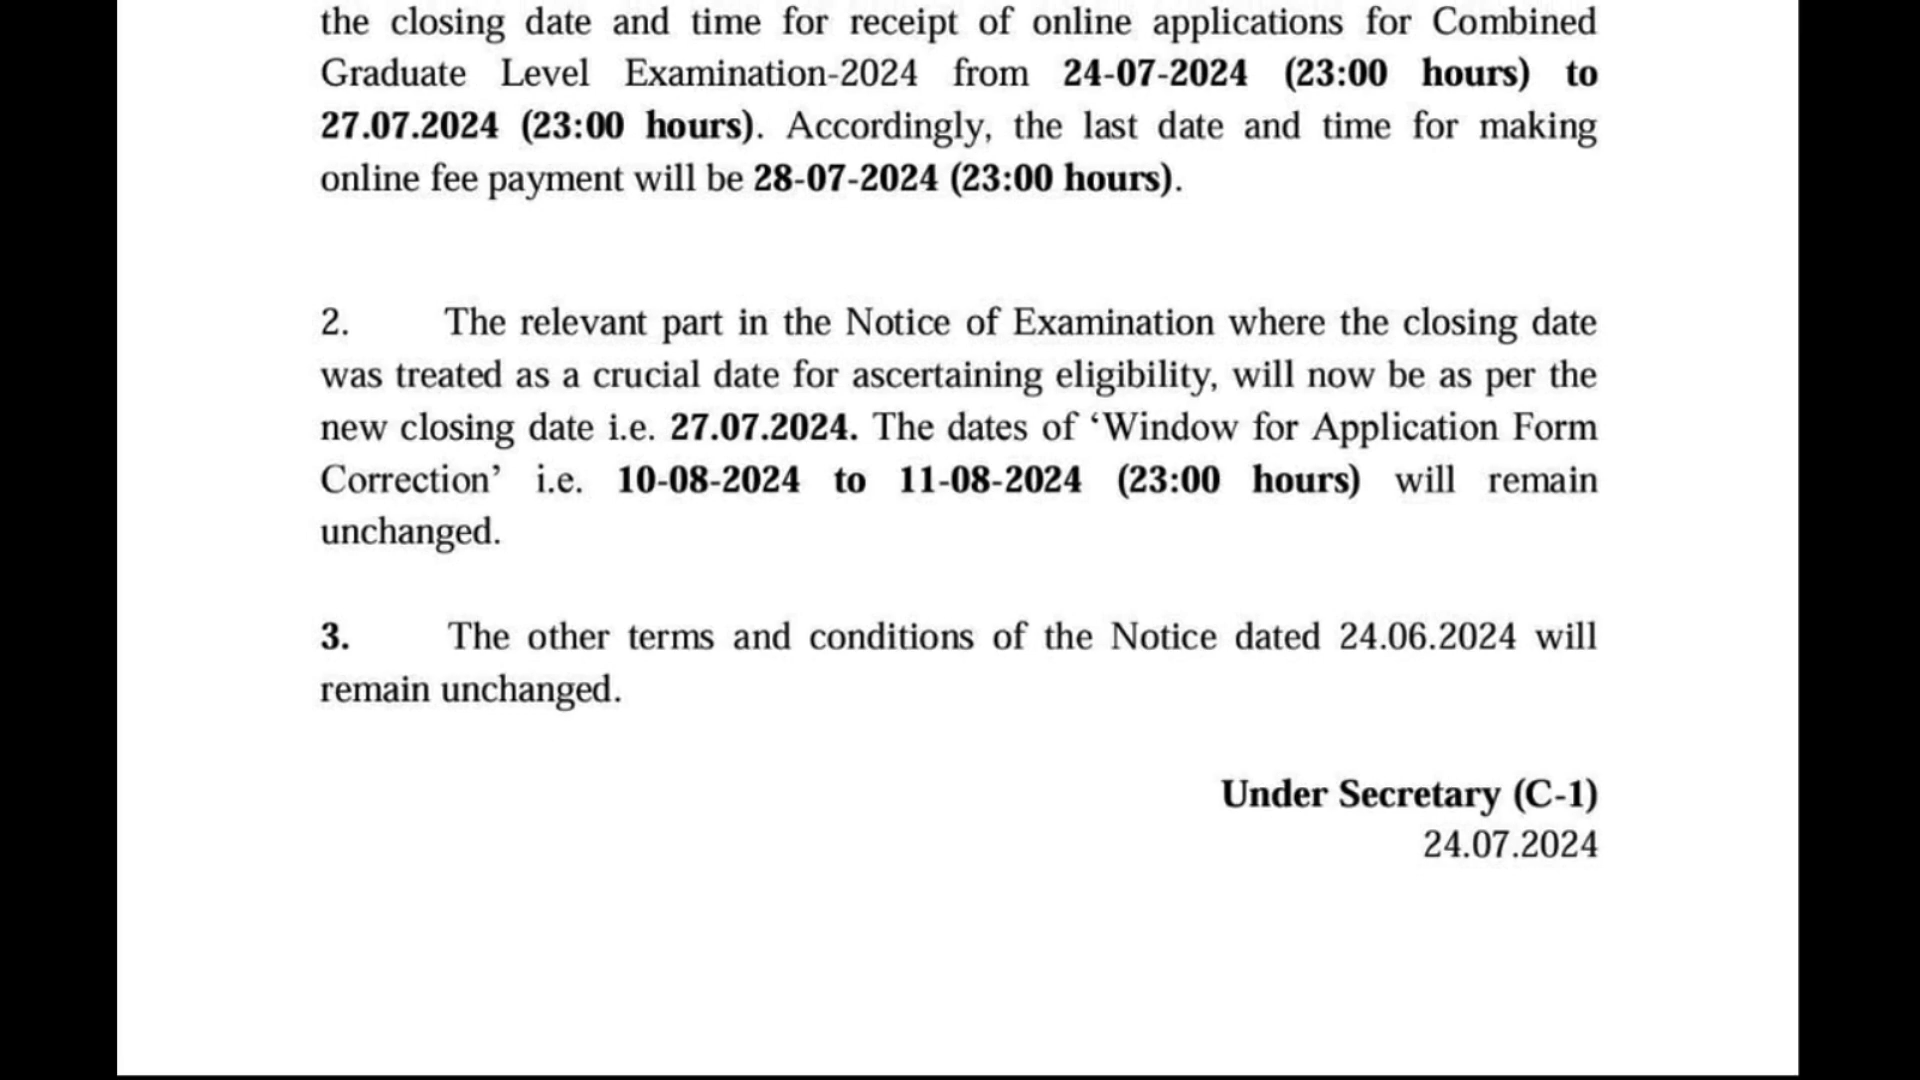 the closing date and time for receipt of online applications for Combined
Graduate Level Examination-2024 from 24-07-2024 (23:00 hours) to
27.07.2024 (23:00 hours). Accordingly, the last date and time for making
online fee payment will be 28-07-2024 (23:00 hours).
2. The relevant part in the Notice of Examination where the closing date
was treated as a crucial date for ascertaining eligibility, will now be as per the
new closing date i.e. 27.07.2024. The dates of ‘Window for Application Form
Correction’ i.e. 10-08-2024 to 11-08-2024 (23:00 hours) will remain
unchanged.
3. The other terms and conditions of the Notice dated 24.06.2024 will
remain unchanged.
Under Secretary (C-1)
24.07.2024